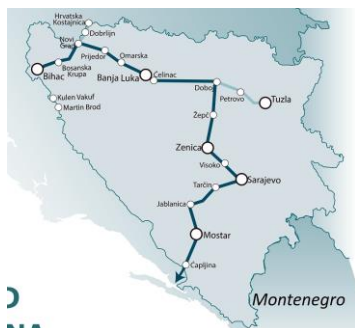 Hrvatska
Kostajnica
Dobrljin
Novi
Grad
Prijedor
Omarska
Bihac
Bosanska
Krupa
Banja Luka
Čelinac
Doboj
Petrovo
Tuzla
Kulen Vakuf
Martin Brod
Žepče
Zenica
Visoko
Sarajevo
Tarčin
Jablanica
Mostar
Čapljina
Montenegro